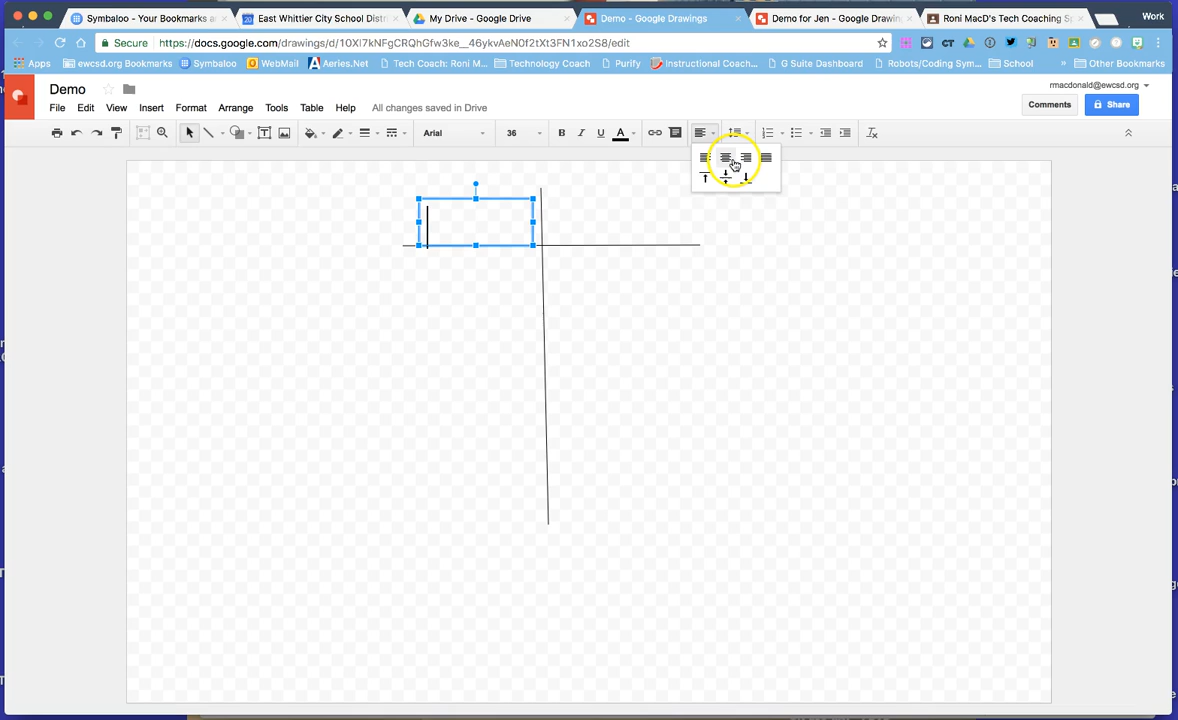 Symbaloo - Your Bookmarks a
East Whittier City School Distri
My Drive - Google Drive
Demo - Google Drawings
Demo for Jen - Google Drawin
Roni MacD's Tech Coaching Sp
Work
Secure
https://docs.google.com/drawings/d/10Xl7kNFgCRQhGfw3ke__46ykvAeN0f2tXt3FN1xo2S8/edit
Apps
ewcsd.org Bookmarks
Symbaloo
WebMail
Aeries.Net
Tech Coach: Roni M...
Technology Coach
Purify
Instructional Coach...
G Suite Dashboard
Robots/Coding Sym...
School
»
Other Bookmarks
Demo
rmacdonald@ewcsd.org
File Edit View Insert Format Arrange Tools Table Help All changes saved in Drive
Comments
Share
Arial
36
B I U A